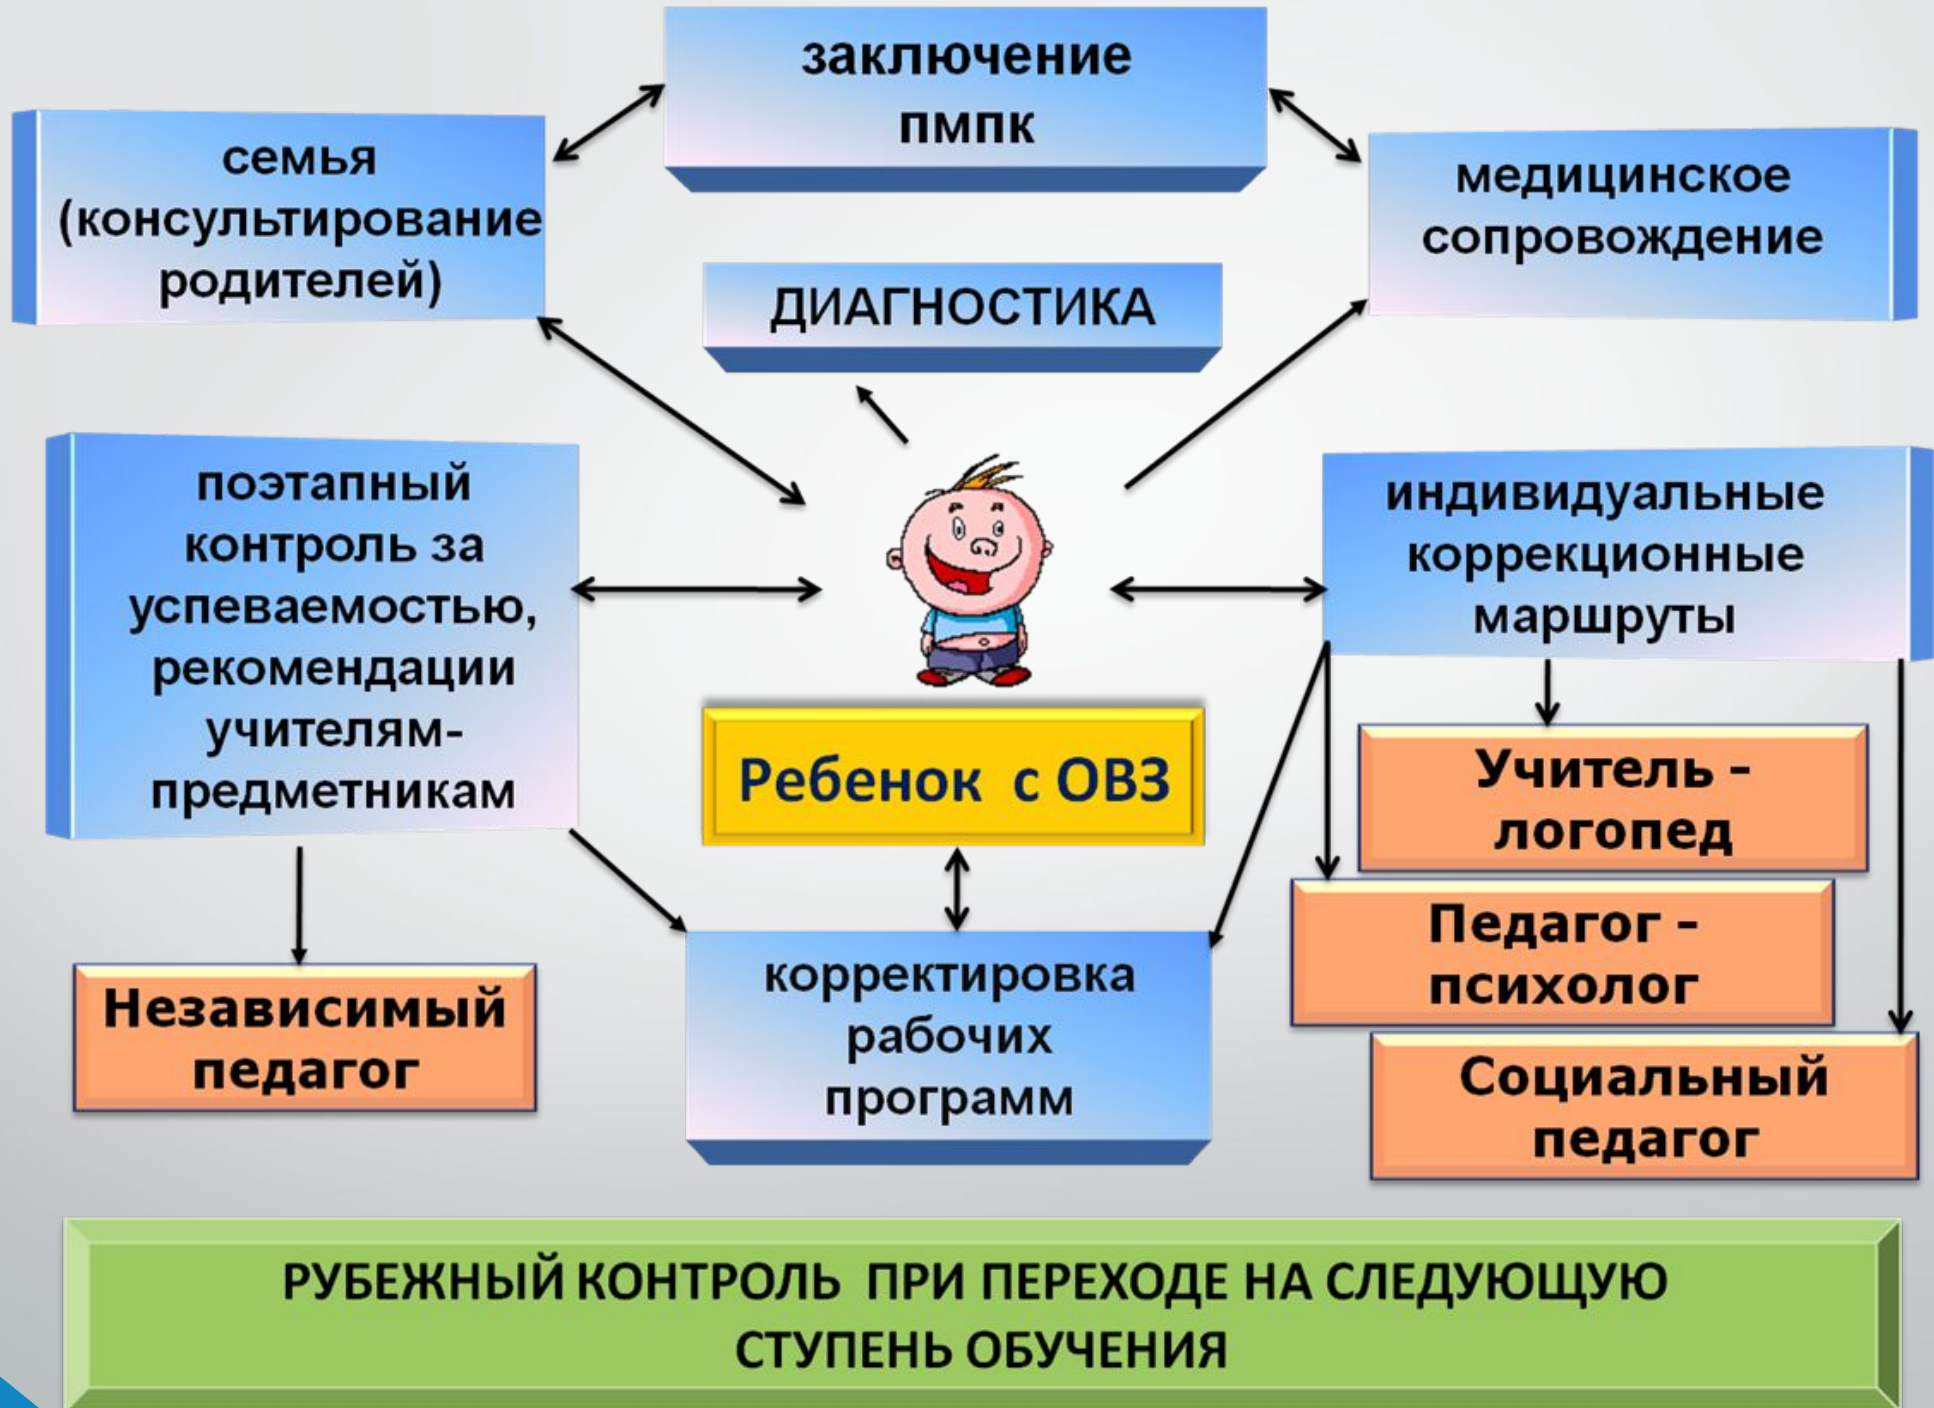 заключение
пмпк
семья
(консультирование
родителей)
медицинское
сопровождение
ДИАГНОСТИКА
поэтапный
контроль за
успеваемостью,
рекомендации
учителям-
предметникам
индивидуальные
коррекционные
маршруты
Ребенок с ОВЗ
Учитель –
логопед
Педагог –
психолог
Социальный
педагог
Независимый
педагог
корректировка
рабочих
программ
РУБЕЖНЫЙ КОНТРОЛЬ ПРИ ПЕРЕХОДЕ НА СЛЕДУЮЩУЮ
СТУПЕНЬ ОБУЧЕНИЯ